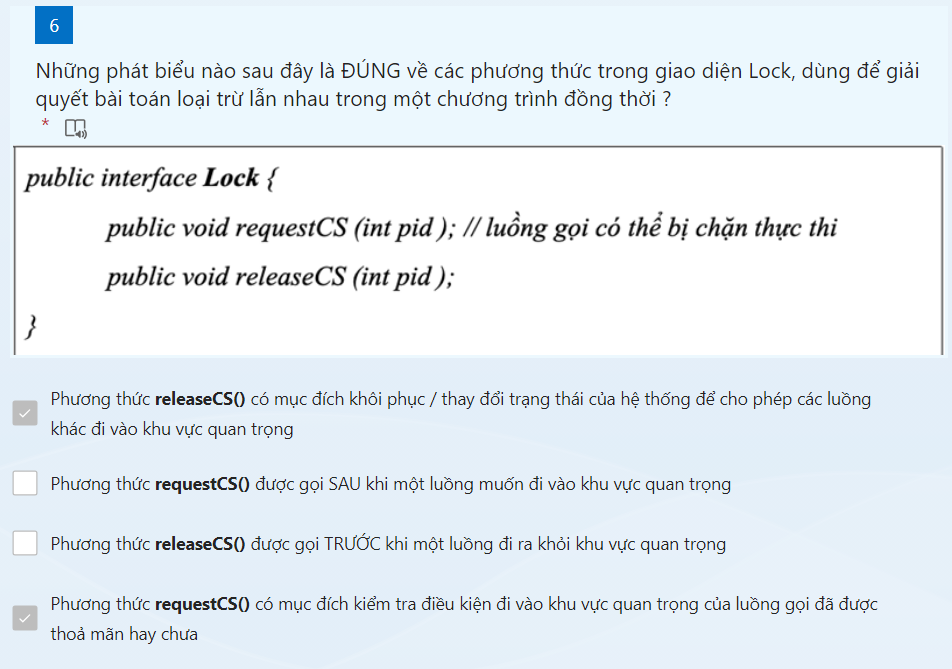 6
Những phát biểu nào sau đây là ĐÚNG về các phương thức trong giao diện Lock, dùng để giải
quyết bài toán loại trừ lẫn nhau trong một chương trình đồng thời ?
*
public interface Lock {
public void requestCS (int pid ); // luồng gọi có thể bị chặn thực thi
public void releaseCS (int pid );
}
Phương thức releaseCS() có mục đích khôi phục / thay đổi trạng thái của hệ thống để cho phép các luồng
khác đi vào khu vực quan trọng
Phương thức requestCS() được gọi SAU khi một luồng muốn đi vào khu vực quan trọng
Phương thức releaseCS() được gọi TRƯỚC khi một luồng đi ra khỏi khu vực quan trọng
Phương thức requestCS() có mục đích kiểm tra điều kiện đi vào khu vực quan trọng của luồng gọi đã được
thoả mãn hay chưa